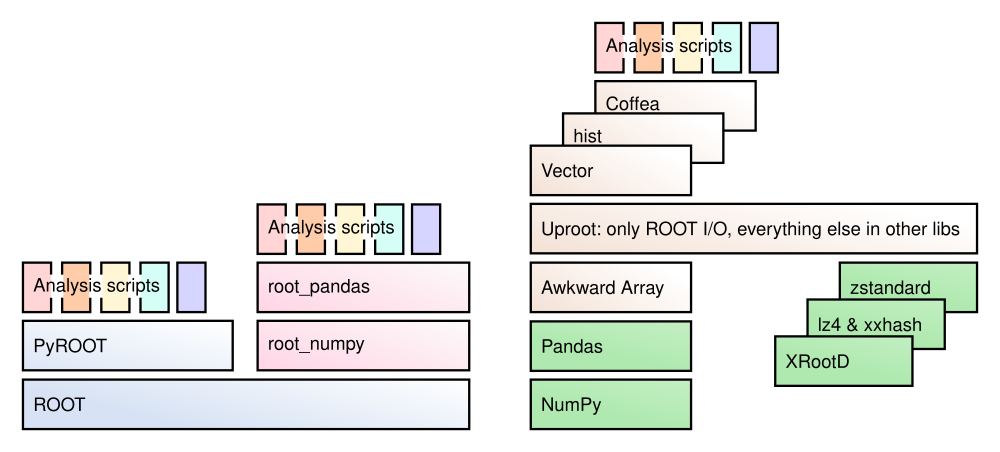 Analysis scripts
PyROOT
Analysis scripts
root_pandas
root_numpy
ROOT
Analysis scripts
Coffea
hist
Vector
Uproot: only ROOT I/O, everything else in other libs
Awkward Array
Pandas
NumPy
zstandard
lz4 & xxhash
XRootD